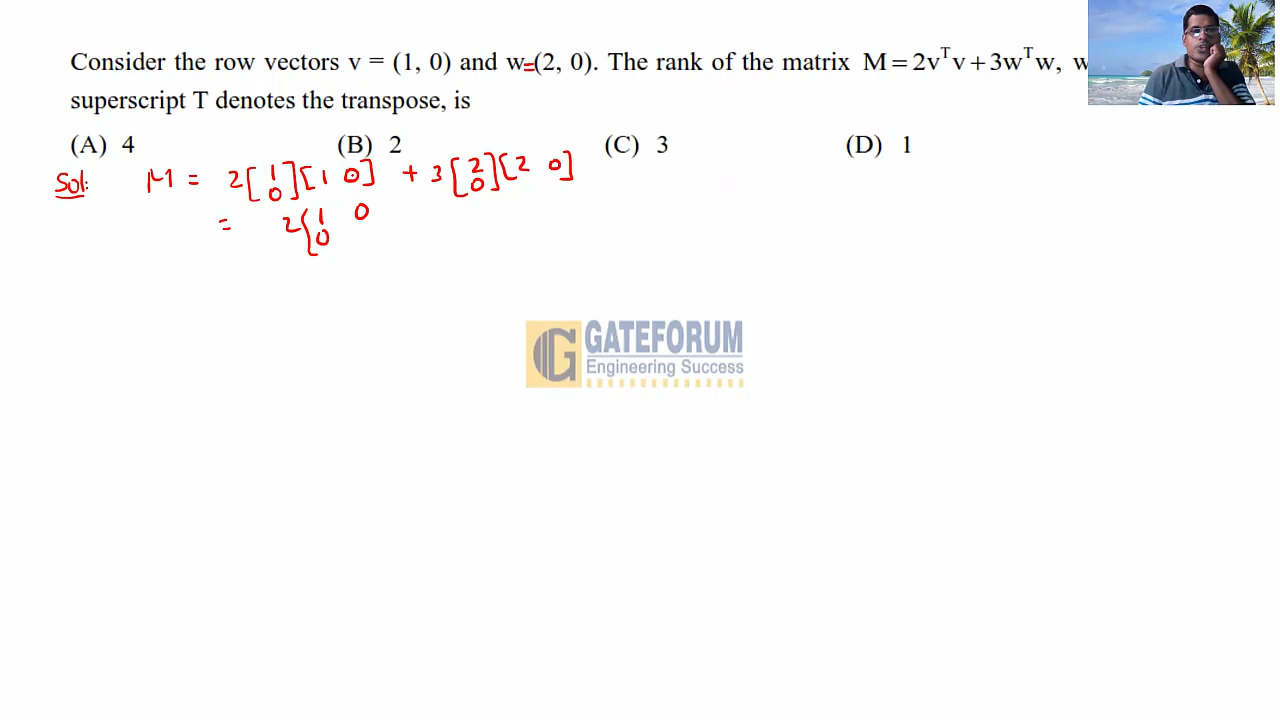 Consider the row vectors v = (1, 0) and w=(2, 0). The rank of the matrix M = 2vᵀv + 3wᵀw, w
superscript T denotes the transpose, is
(A) 4 (B) 2 (C) 3 (D) 1
Sol: M = 2[1 0][1 0] + 3[2 0][2 0]
= 2[1 0 0
GATEFORUM
Engineering Success